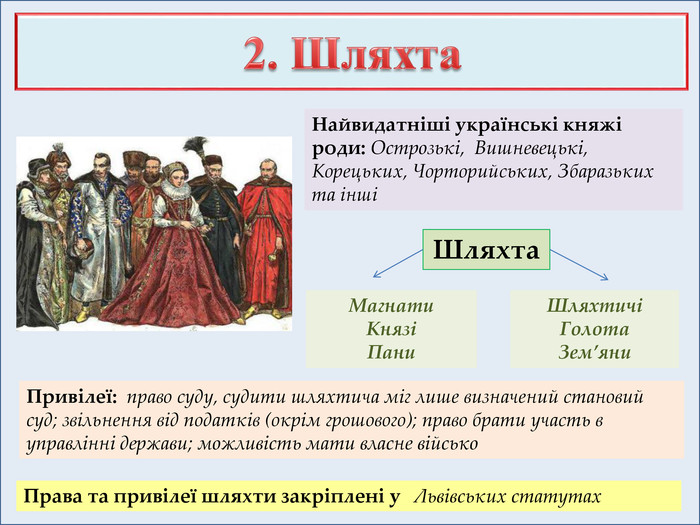 2. Шляхта
Найвидатніші українські княжі
роди: Острозькі, Вишневецькі,
Корецьких, Чорторийських, Збаразьких
та інші
Шляхта
Магнати
Князі
Пани
Шляхтичі
Голота
Зем’яни
Привілеї: право суду, судити шляхтича міг лише визначений становий
суд; звільнення від податків (окрім грошового); право брати участь в
управлінні держави; можливість мати власне військо
Права та привілеї шляхти закріплені у Львівських статутах